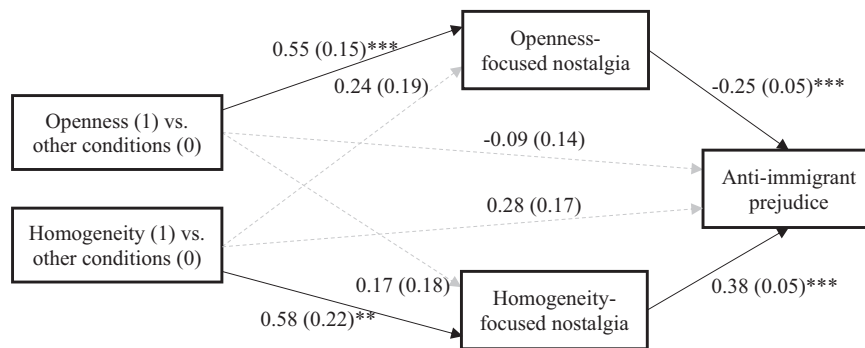 Openness-
focused nostalgia
0.55 (0.15)***
0.24 (0.19)
-0.25 (0.05)***
Openness (1) vs.
other conditions (0)
-0.09 (0.14)
Anti-immigrant
prejudice
Homogeneity (1) vs.
other conditions (0)
0.28 (0.17)
0.17 (0.18)
0.58 (0.22)**
Homogeneity-
focused nostalgia
0.38 (0.05)***